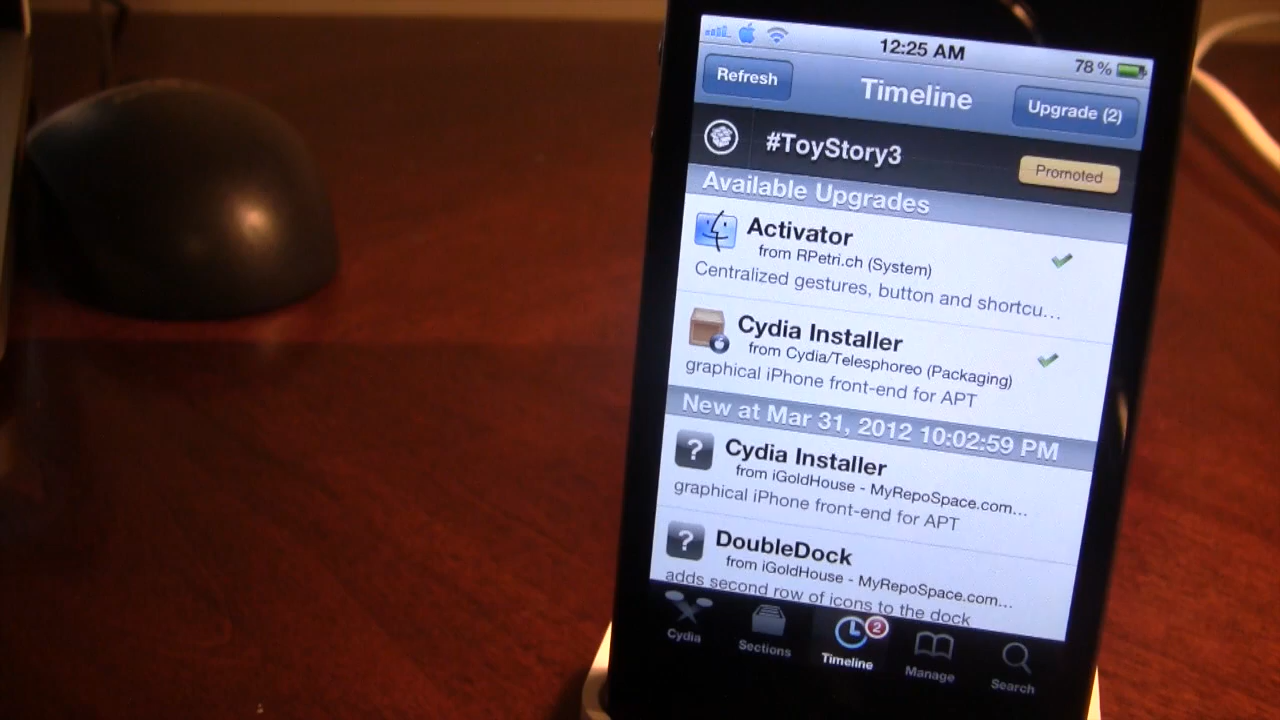 12:25 AM
78 %
Refresh
Timeline
Upgrade (2)
#ToyStory3
Promoted
Available Upgrades
Activator
from RPetri.ch (System)
Centralized gestures, button and shortcu...
Cydia Installer
from Cydia/Telesphoreo (Packaging)
graphical iPhone front-end for APT
New at Mar 31, 2012 10:02:59 PM
?
Cydia Installer
from iGoldHouse - MyRepoSpace.com...
graphical iPhone front-end for APT
?
DoubleDock
from iGoldHouse - MyRepoSpace.com...
adds second row of icons to the dock
2
Cydia
Sections
Timeline
Manage
Search